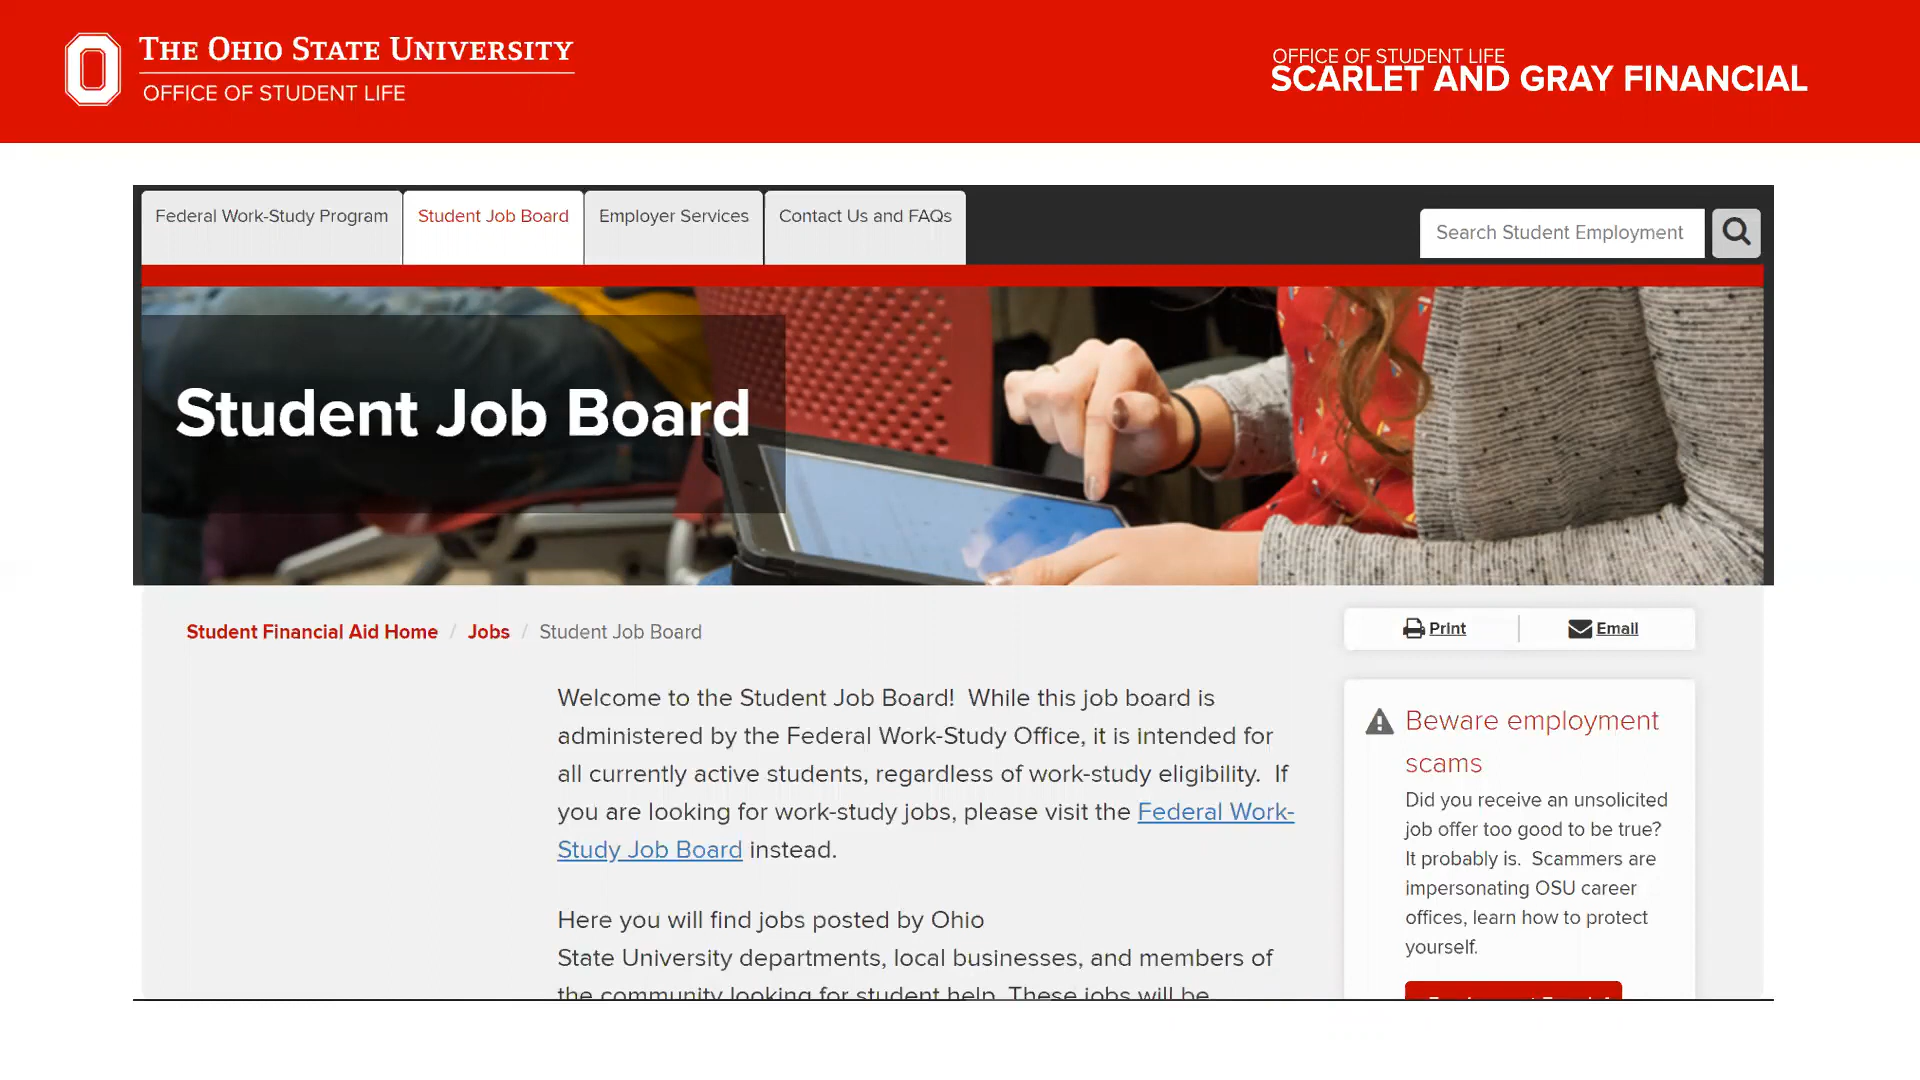 THE OHIO STATE UNIVERSITY
OFFICE OF STUDENT LIFE
OFFICE OF STUDENT LIFE
SCARLET AND GRAY FINANCIAL
Federal Work-Study Program
Student Job Board
Employer Services
Contact Us and FAQs
Search Student Employment
Student Job Board
Student Financial Aid Home / Jobs / Student Job Board
Print
Email
Welcome to the Student Job Board! While this job board is
administered by the Federal Work-Study Office, it is intended for
all currently active students, regardless of work-study eligibility. If
you are looking for work-study jobs, please visit the Federal Work-
Study Job Board instead.
Here you will find jobs posted by Ohio
State University departments, local businesses, and members of
the community looking for student help. These jobs will be
Beware employment
scams
Did you receive an unsolicited
job offer too good to be true?
It probably is. Scammers are
impersonating OSU career
offices, learn how to protect
yourself.